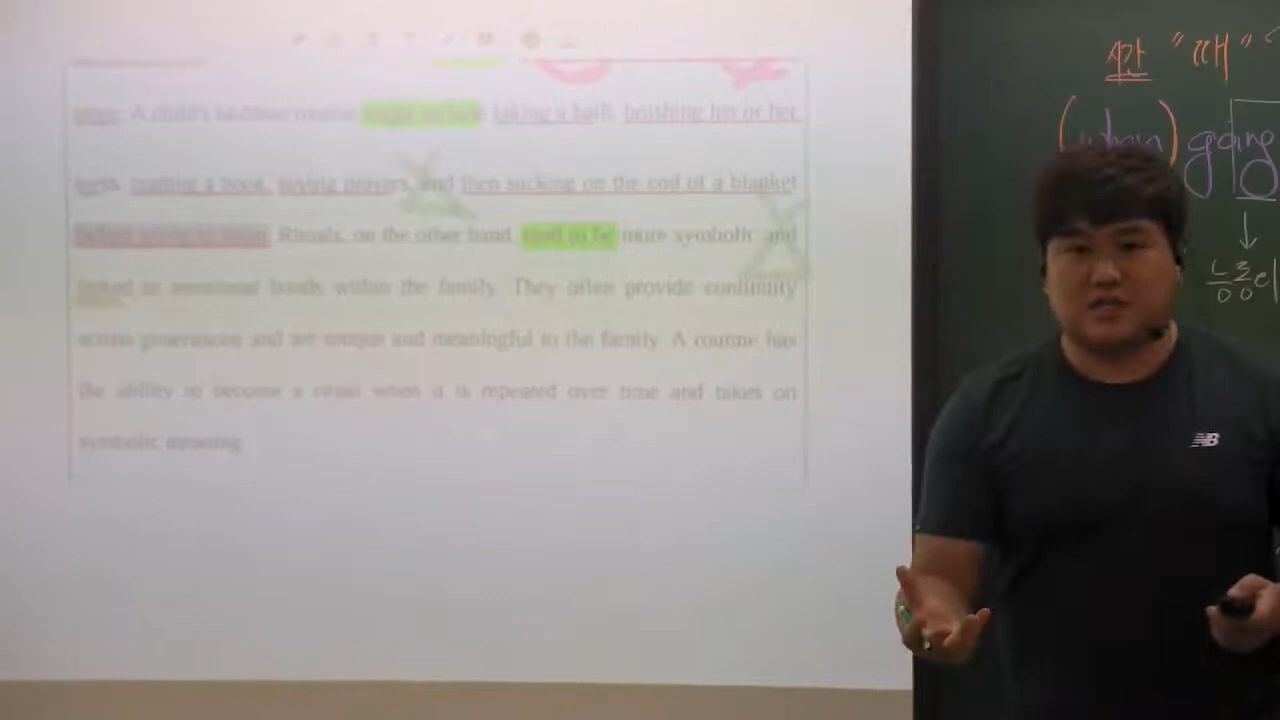 steps. A child's bedtime routine might include taking a bath, brushing his or her
teeth, reading a book, saying prayers, and then sucking on the end of a blanket
before going to sleep. Rituals, on the other hand, tend to be more symbolic and
linked to emotional bonds within the family. They often provide continuity
across generations and are unique and meaningful to the family. A routine has
the ability to become a ritual when it is repeated over time and takes on
symbolic meaning.
"때"
(when) going
NB